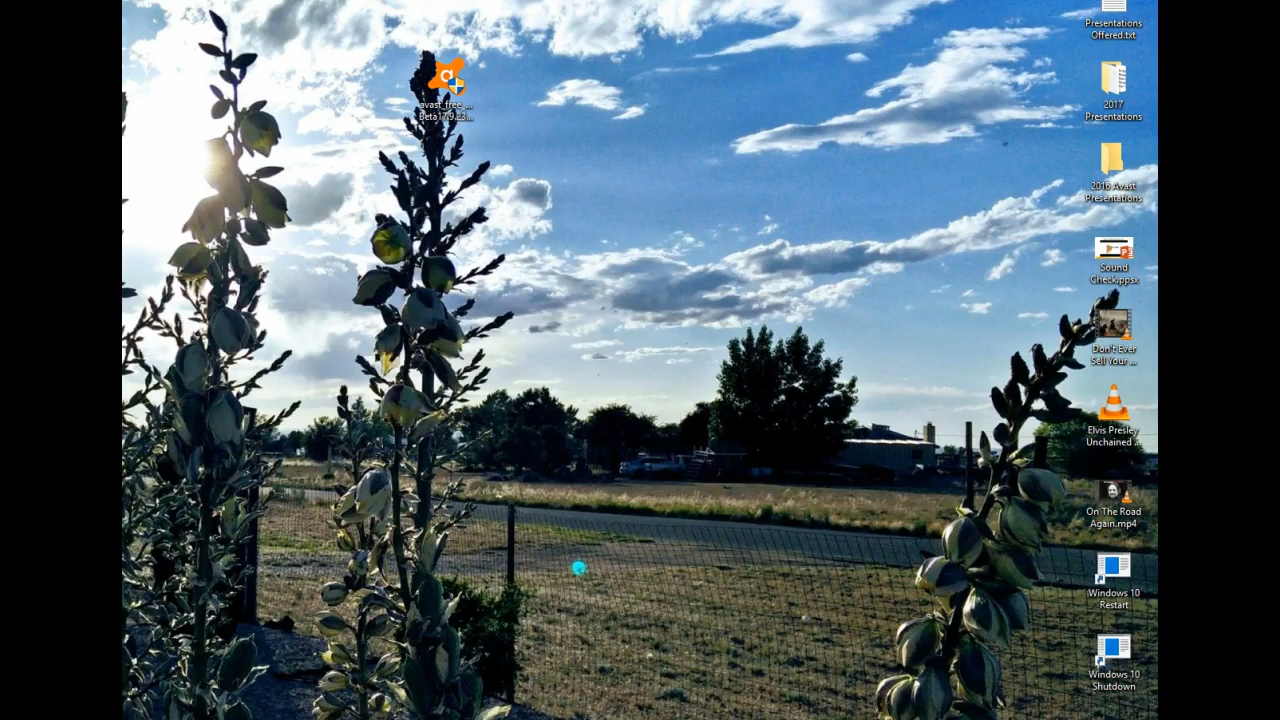 Presentations
Offered.txt
avast_free_...
Beta17.9.23...
2017
Presentations
2016 Avast
Presentations
Sound
Check.ppsx
Don't Ever
Sell Your ...
Elvis Presley
Unchained ...
On The Road
Again.mp4
Windows 10
Restart
Windows 10
Shutdown